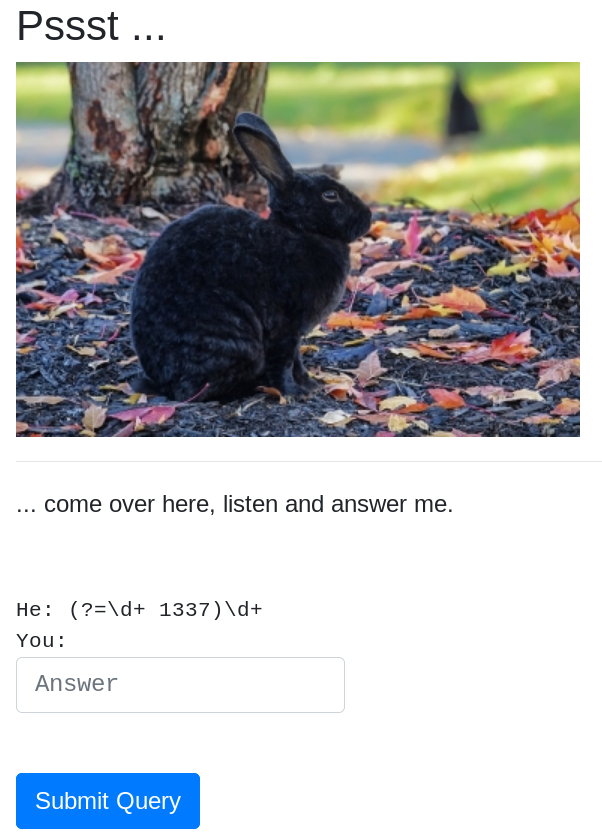 Pssst ...
... come over here, listen and answer me.
He: (?=\d+ 1337)\d+
You:
Answer
Submit Query